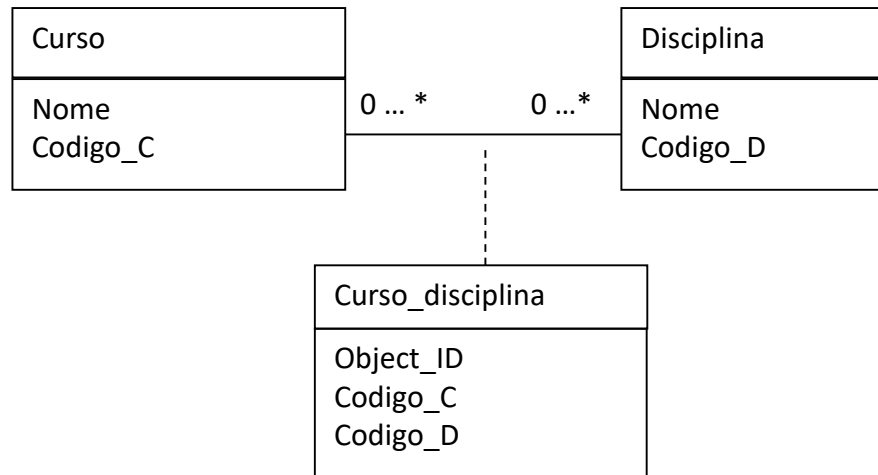 Curso
Nome
Codigo_C
0 ... *
0 ...*
Disciplina
Nome
Codigo_D
Curso_disciplina
Object_ID
Codigo_C
Codigo_D